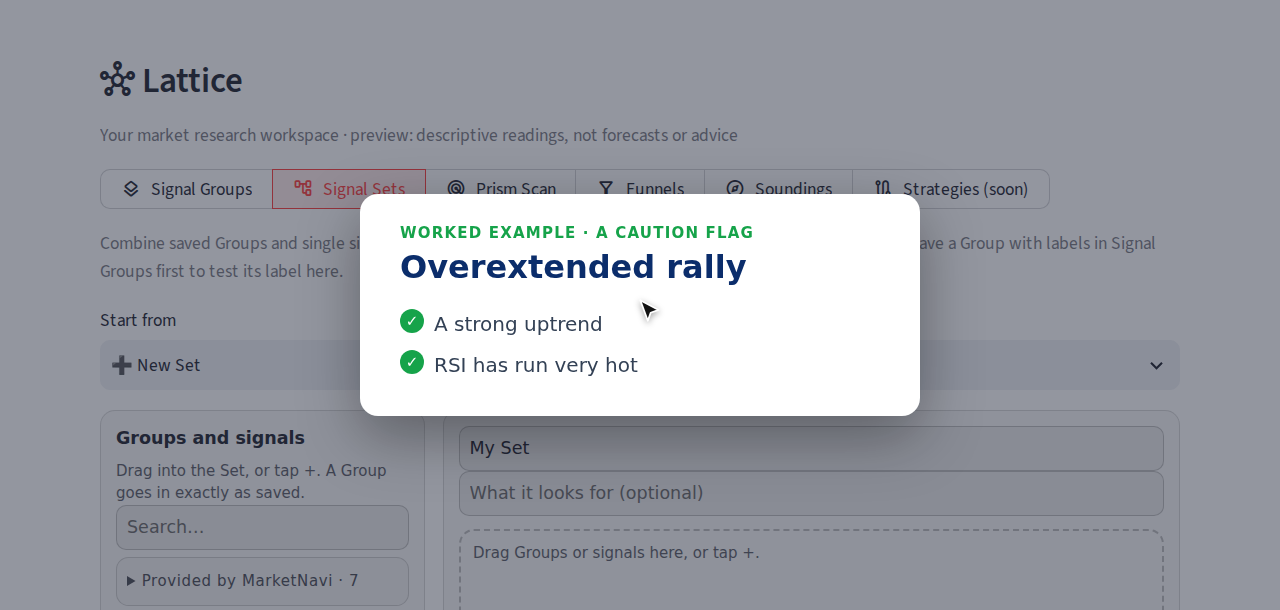 Lattice
Your market research workspace · preview: descriptive readings, not forecasts or advice
Signal Groups
Signal Sets
Prism Scan
Funnels
Soundings
Strategies (soon)
Combine saved Groups and single si
ave a Group with labels in Signal
Groups first to test its label here.
WORKED EXAMPLE · A CAUTION FLAG
Overextended rally
✓ A strong uptrend
✓ RSI has run very hot
Start from
➕ New Set
Groups and signals
Drag into the Set, or tap +. A Group
goes in exactly as saved.
Search...
▶ Provided by MarketNavi · 7
My Set
What it looks for (optional)
Drag Groups or signals here, or tap +.